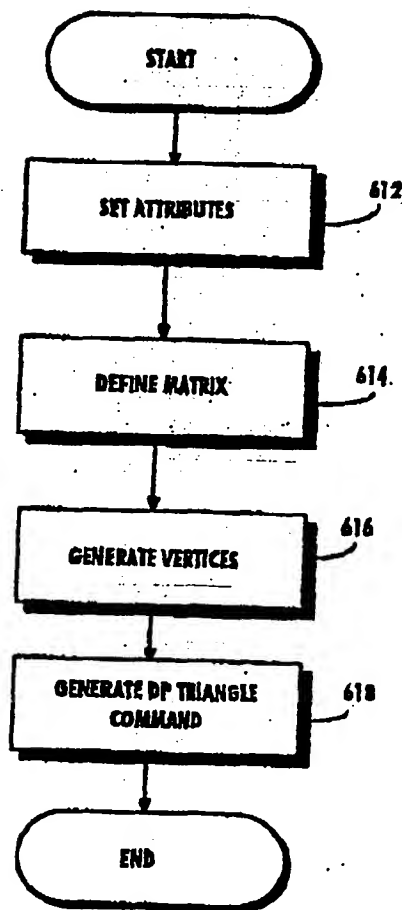 START
SET ATTRIBUTES
612
DEFINE MATRIX
614
GENERATE VERTICES
616
GENERATE DP TRIANGLE
COMMAND
618
END